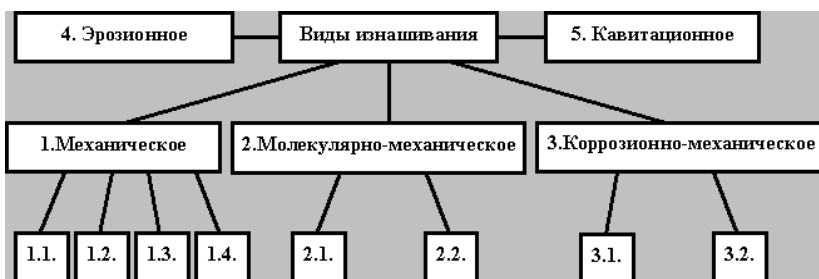 4. Эрозионное Виды изнашивания 5. Кавитационное
1.Механическое 2.Молекулярно-механическое 3.Коррозионно-механическое
1.1. 1.2. 1.3. 1.4. 2.1. 2.2. 3.1. 3.2.